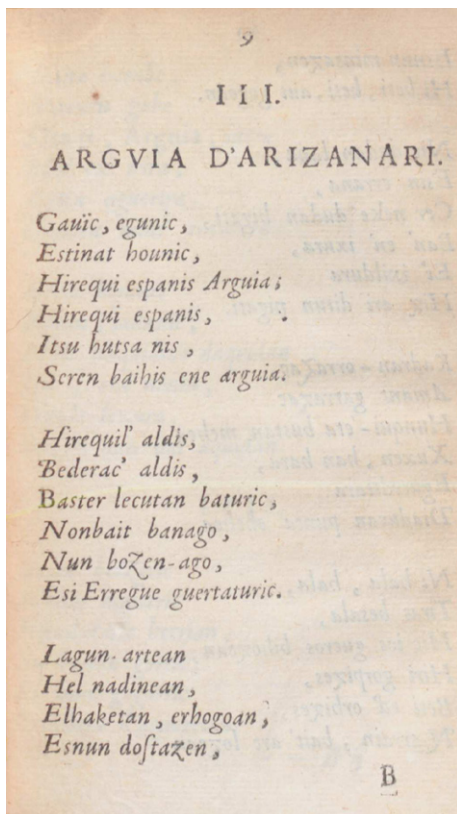 9
III.
ARGVIA D'ARIZANARI.
Gauïc, egunic,
Estinat hounic,
Hirequi espanis Arguia;
Hirequi espanis,
Itsu hutsa nis,
Seren baihis ene arguia.
Hirequil' aldis,
Bederac' aldis,
Baster lecutan baturic,
Nonbait banago,
Nun bozen-ago,
Esi Erregue guertaturic.
Lagun-artean
Hel nadinean,
Elhaketan, erhogoan,
Esnun doſtazen,
B